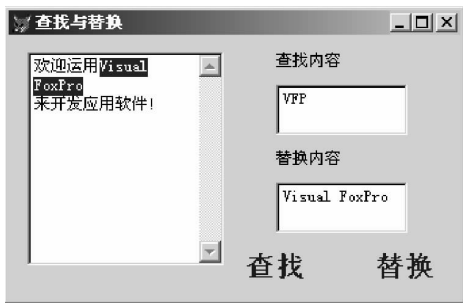 查找与替换
欢迎运用Visual
FoxPro
来开发应用软件!
查找内容
VFP
替换内容
Visual FoxPro
查找
替换